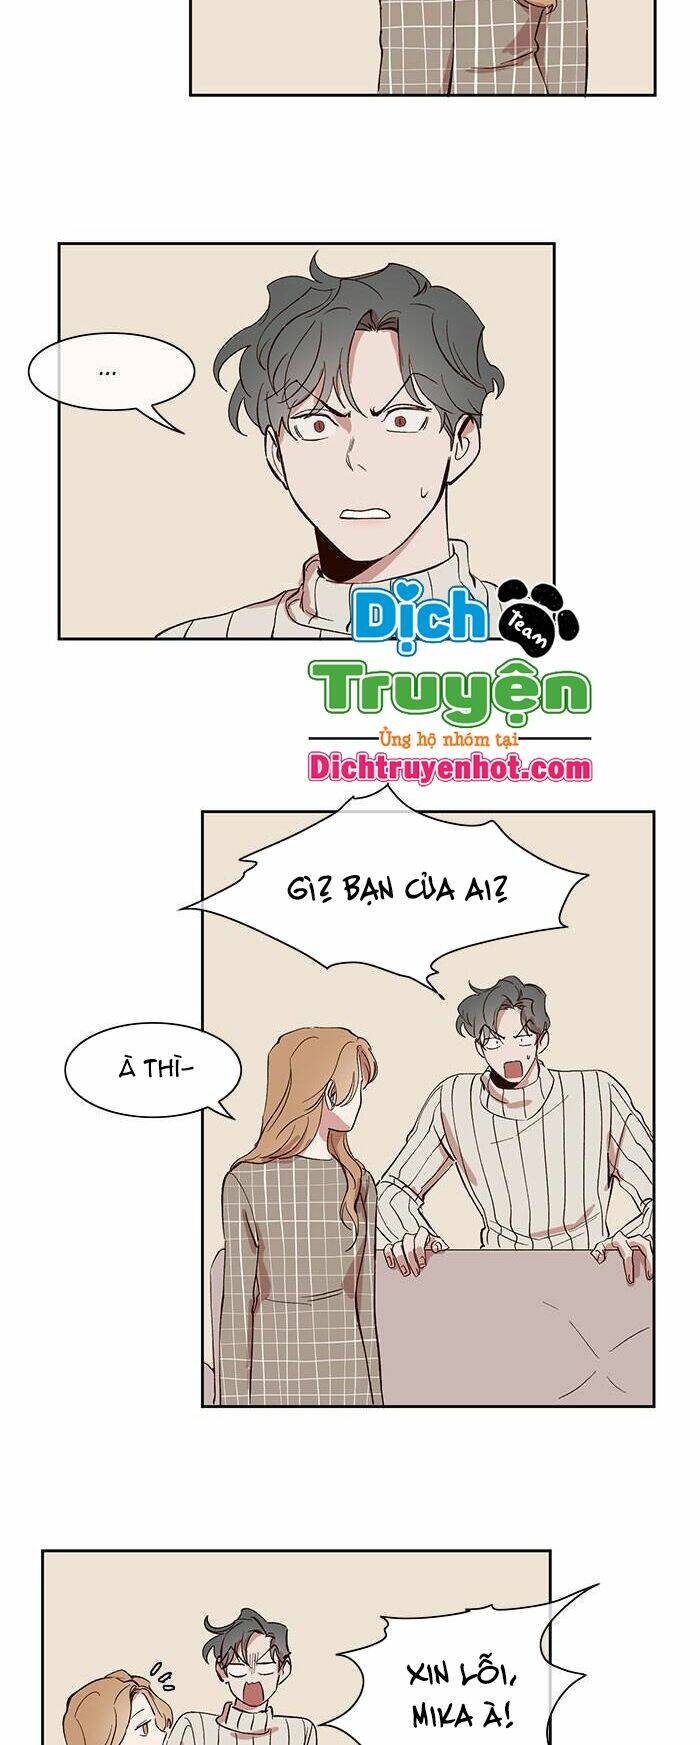 ...
Dịch
Team
Truyện
Ủng hộ nhóm tại
Dichtruyenhot.com
GÌ? BẠN CỦA AI?
À THÌ-
XIN LỖI,
MIKA À!